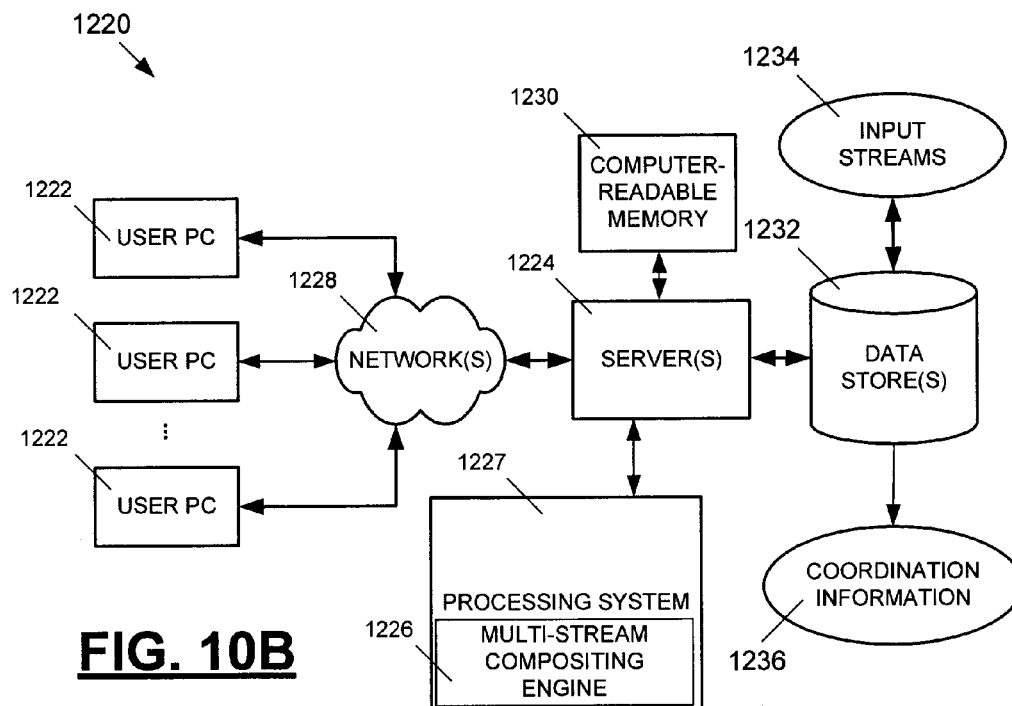 1220
1234
INPUT
STREAMS
1230
COMPUTER-
READABLE
MEMORY
1222
USER PC
1232
1224
1228
1222
USER PC
NETWORK(S)
SERVER(S)
DATA
STORE(S)
...
1222
USER PC
1227
PROCESSING SYSTEM
1226
MULTI-STREAM
COMPOSITING
ENGINE
COORDINATION
INFORMATION
1236
FIG. 10B